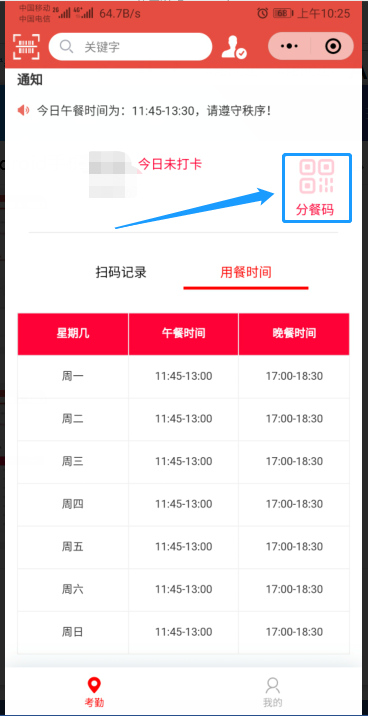 中国移动 2G 4G 64.7B/s 上午10:25
中国电信
关键字
通知
今日午餐时间为：11:45-13:30，请遵守秩序！
今日未打卡
分餐码
扫码记录 用餐时间
星期几 午餐时间 晚餐时间
周一 11:45-13:00 17:00-18:30
周二 11:45-13:00 17:00-18:30
周三 11:45-13:00 17:00-18:30
周四 11:45-13:00 17:00-18:30
周五 11:45-13:00 17:00-18:30
周六 11:45-13:00 17:00-18:30
周日 11:45-13:00 17:00-18:30
考勤 我的